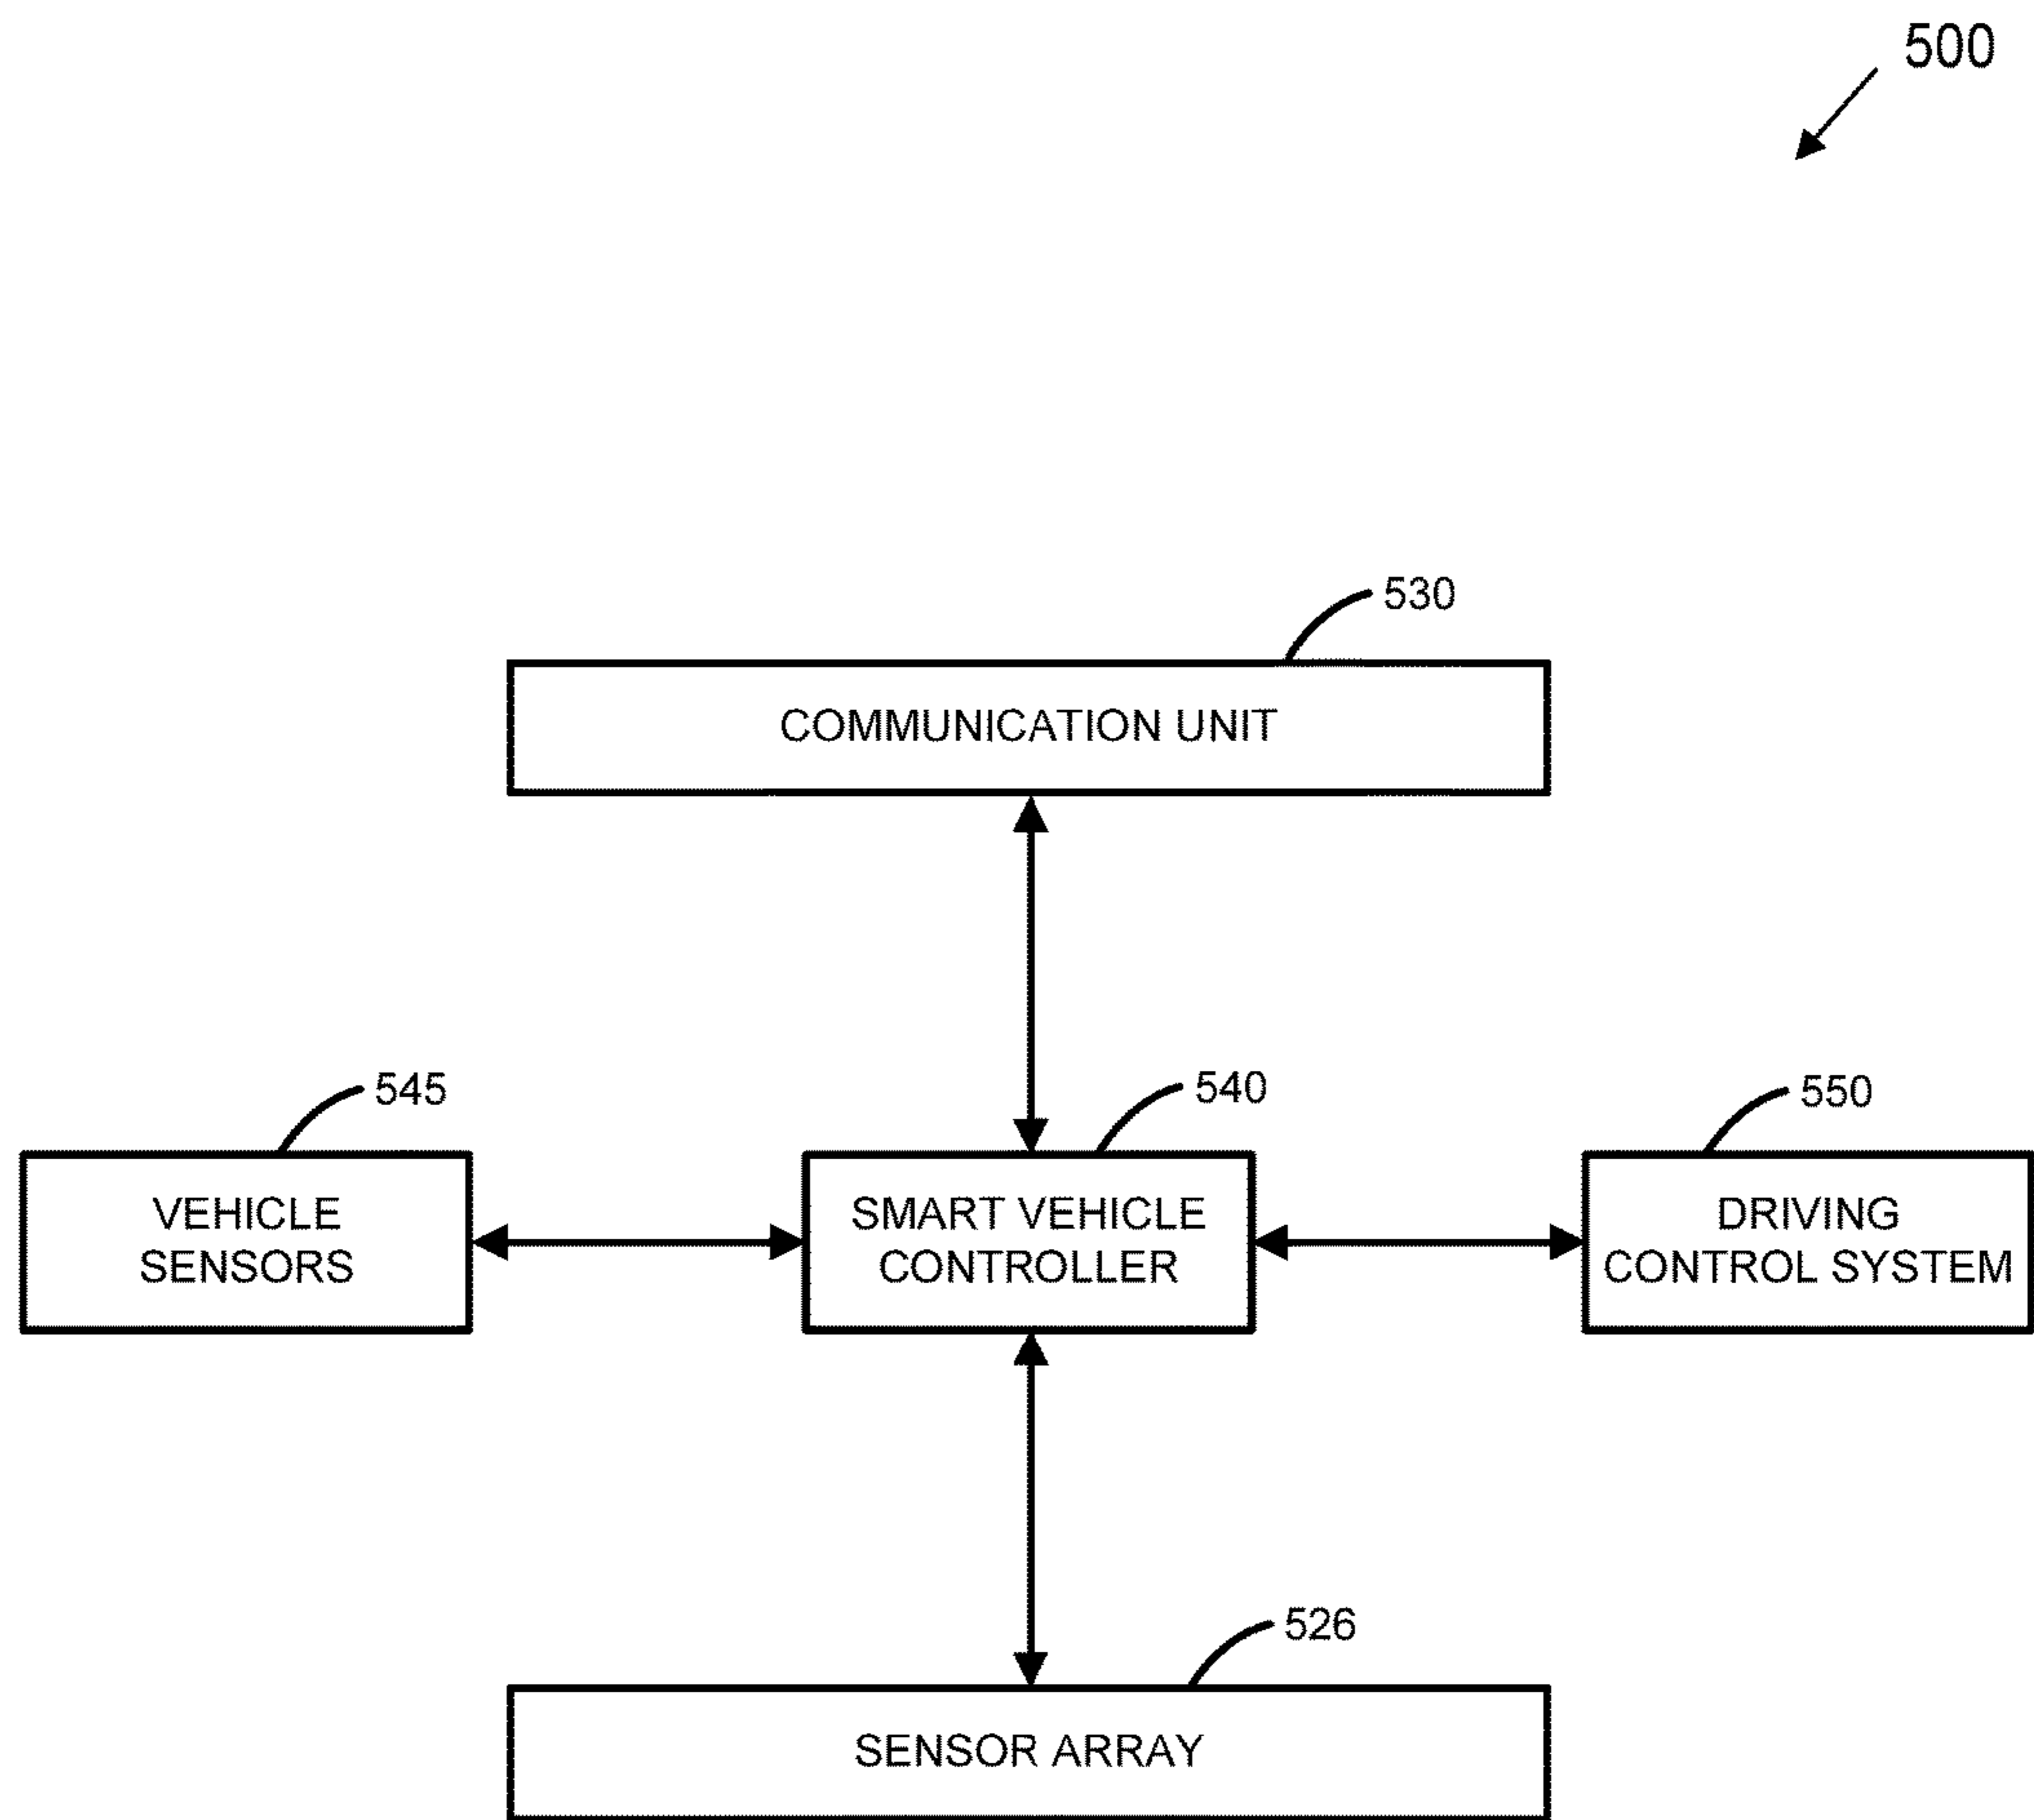 500
530
COMMUNICATION UNIT
545
540
550
VEHICLE
SENSORS
SMART VEHICLE
CONTROLLER
DRIVING
CONTROL SYSTEM
526
SENSOR ARRAY